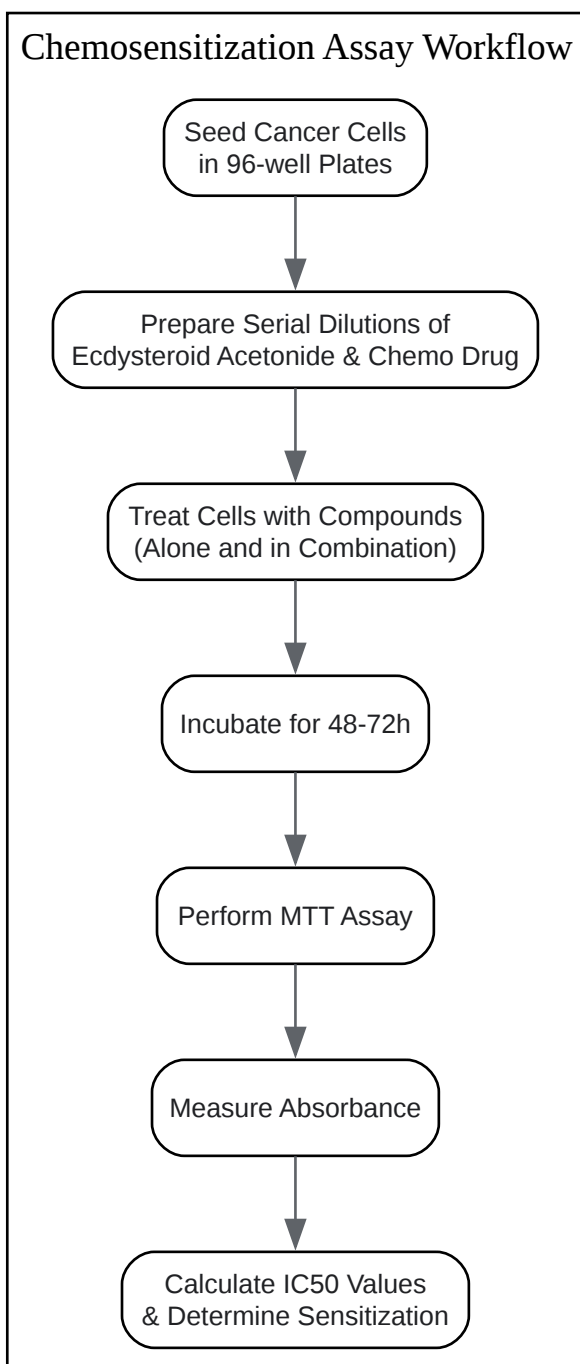 Chemosensitization Assay Workflow
Seed Cancer Cells
in 96-well Plates
Prepare Serial Dilutions of
Ecdysteroid Acetonide & Chemo Drug
Treat Cells with Compounds
(Alone and in Combination)
Incubate for 48-72h
Perform MTT Assay
Measure Absorbance
Calculate IC50 Values
& Determine Sensitization